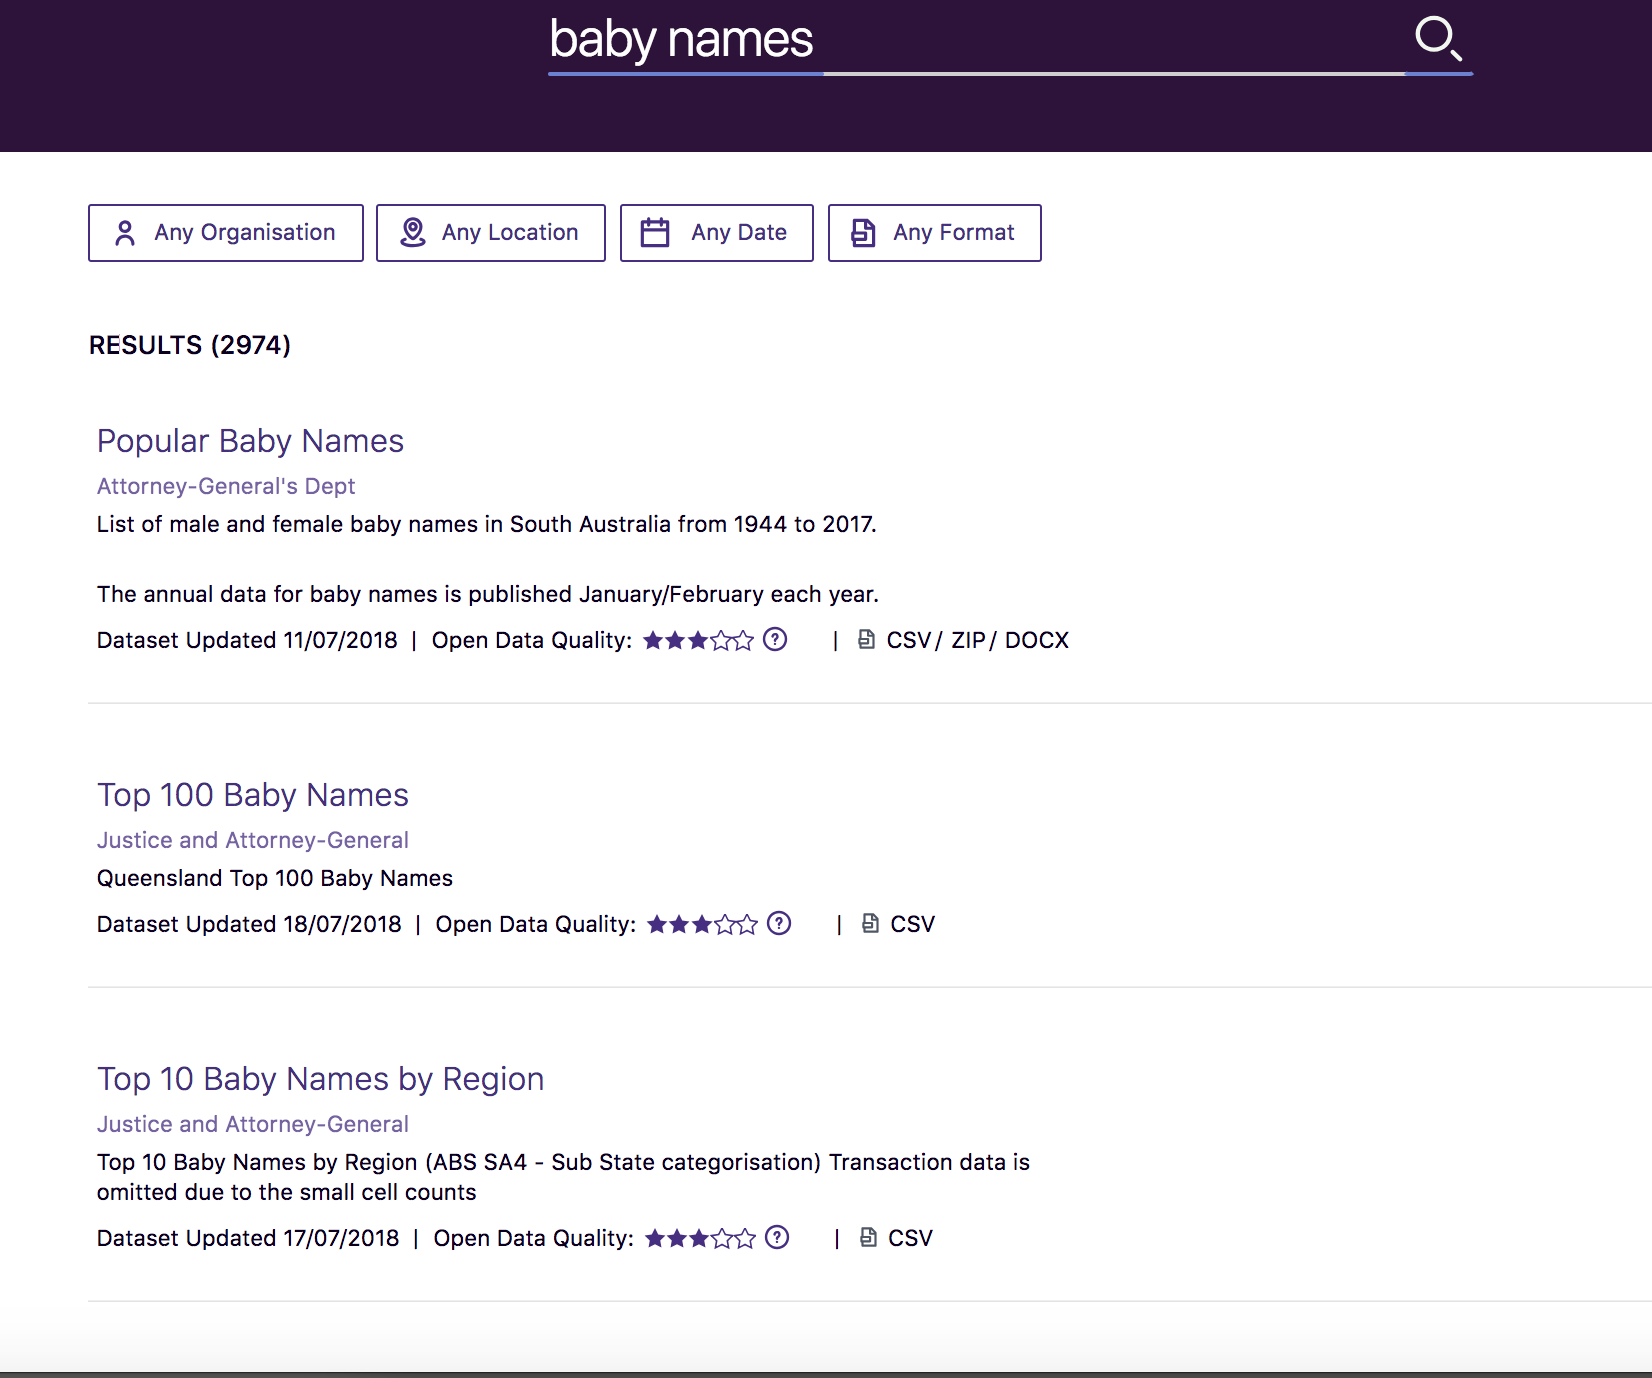 baby names
Any Organisation
Any Location
Any Date
Any Format
RESULTS (2974)
Popular Baby Names
Attorney-General's Dept
List of male and female baby names in South Australia from 1944 to 2017.
The annual data for baby names is published January/February each year.
Dataset Updated 11/07/2018 | Open Data Quality: ★★★☆☆ ? | CSV/ ZIP/ DOCX
Top 100 Baby Names
Justice and Attorney-General
Queensland Top 100 Baby Names
Dataset Updated 18/07/2018 | Open Data Quality: ★★★☆☆ ? | CSV
Top 10 Baby Names by Region
Justice and Attorney-General
Top 10 Baby Names by Region (ABS SA4 - Sub State categorisation) Transaction data is
omitted due to the small cell counts
Dataset Updated 17/07/2018 | Open Data Quality: ★★★☆☆ ? | CSV